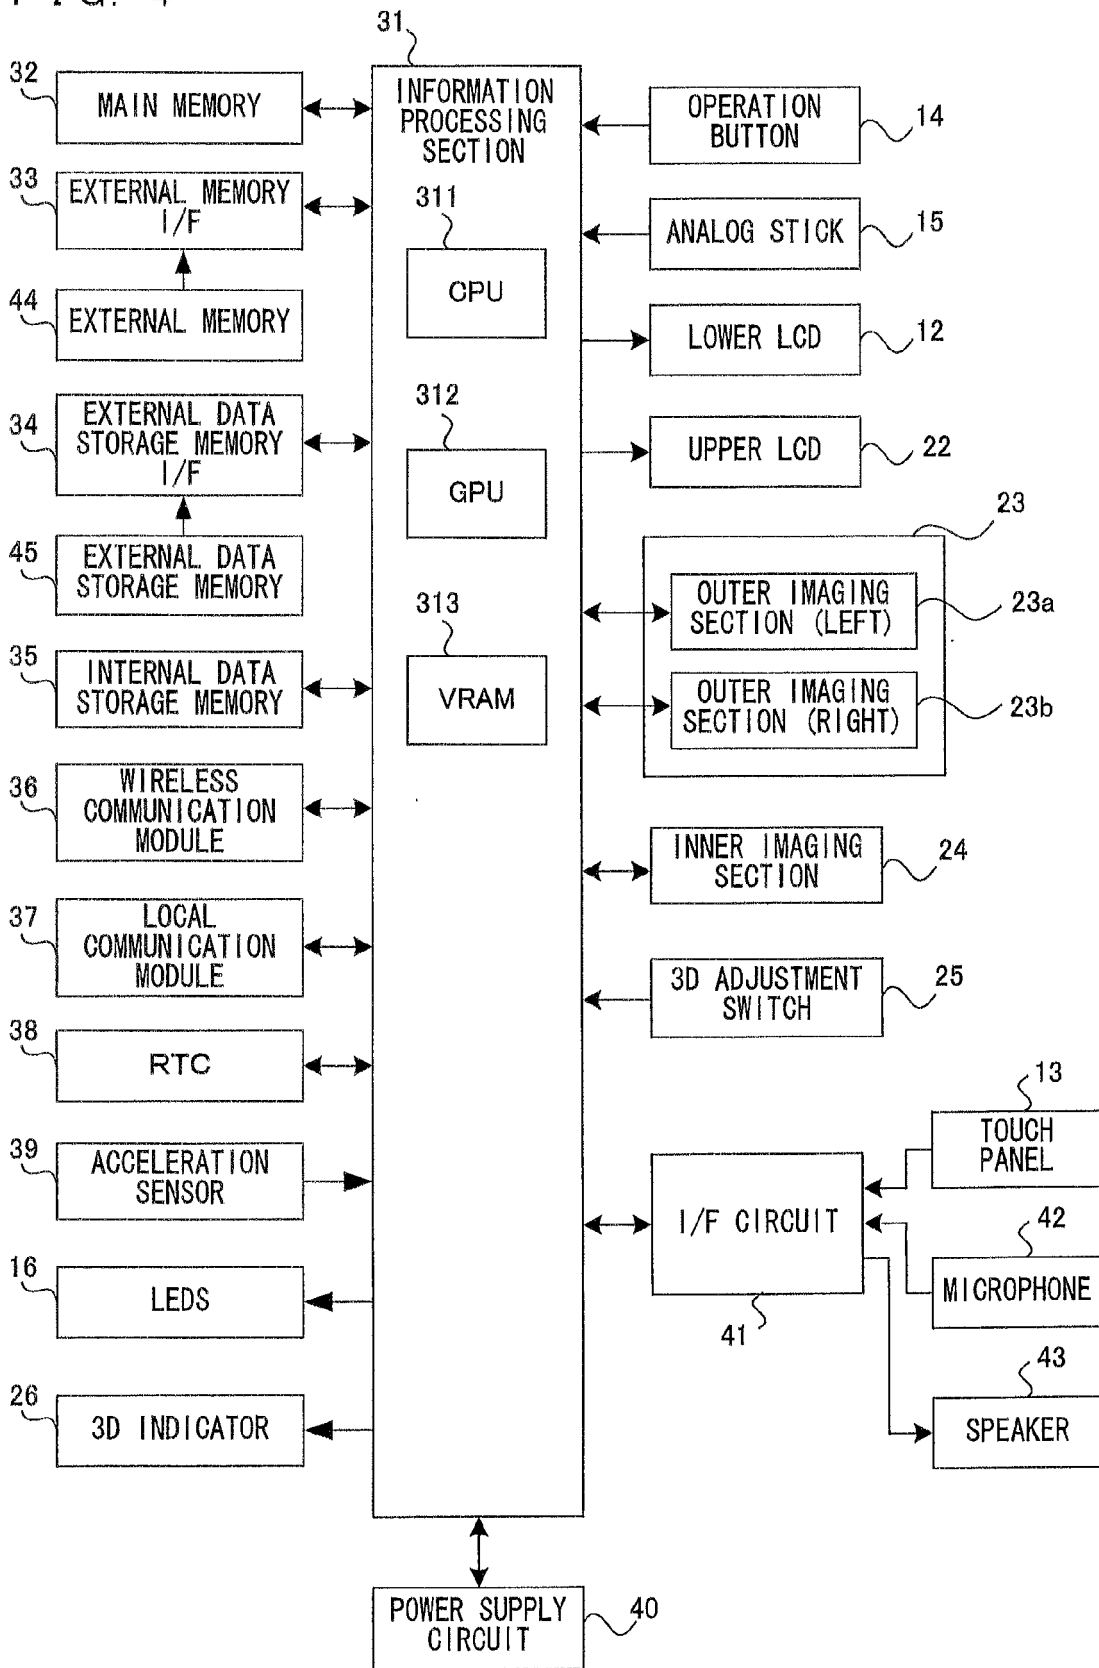 31
32
MAIN MEMORY
33
EXTERNAL MEMORY
I/F
44
EXTERNAL MEMORY
34
EXTERNAL DATA
STORAGE MEMORY
I/F
45
EXTERNAL DATA
STORAGE MEMORY
35
INTERNAL DATA
STORAGE MEMORY
36
WIRELESS
COMMUNICATION
MODULE
37
LOCAL
COMMUNICATION
MODULE
38
RTC
39
ACCELERATION
SENSOR
16
LEDS
26
3D INDICATOR
INFORMATION
PROCESSING
SECTION
311
CPU
312
GPU
313
VRAM
OPERATION
BUTTON
14
ANALOG STICK
15
LOWER LCD
12
UPPER LCD
22
23
OUTER IMAGING
SECTION (LEFT)
23a
OUTER IMAGING
SECTION (RIGHT)
23b
INNER IMAGING
SECTION
24
3D ADJUSTMENT
SWITCH
25
13
TOUCH
PANEL
I/F CIRCUIT
41
42
MICROPHONE
43
SPEAKER
POWER SUPPLY
CIRCUIT
40